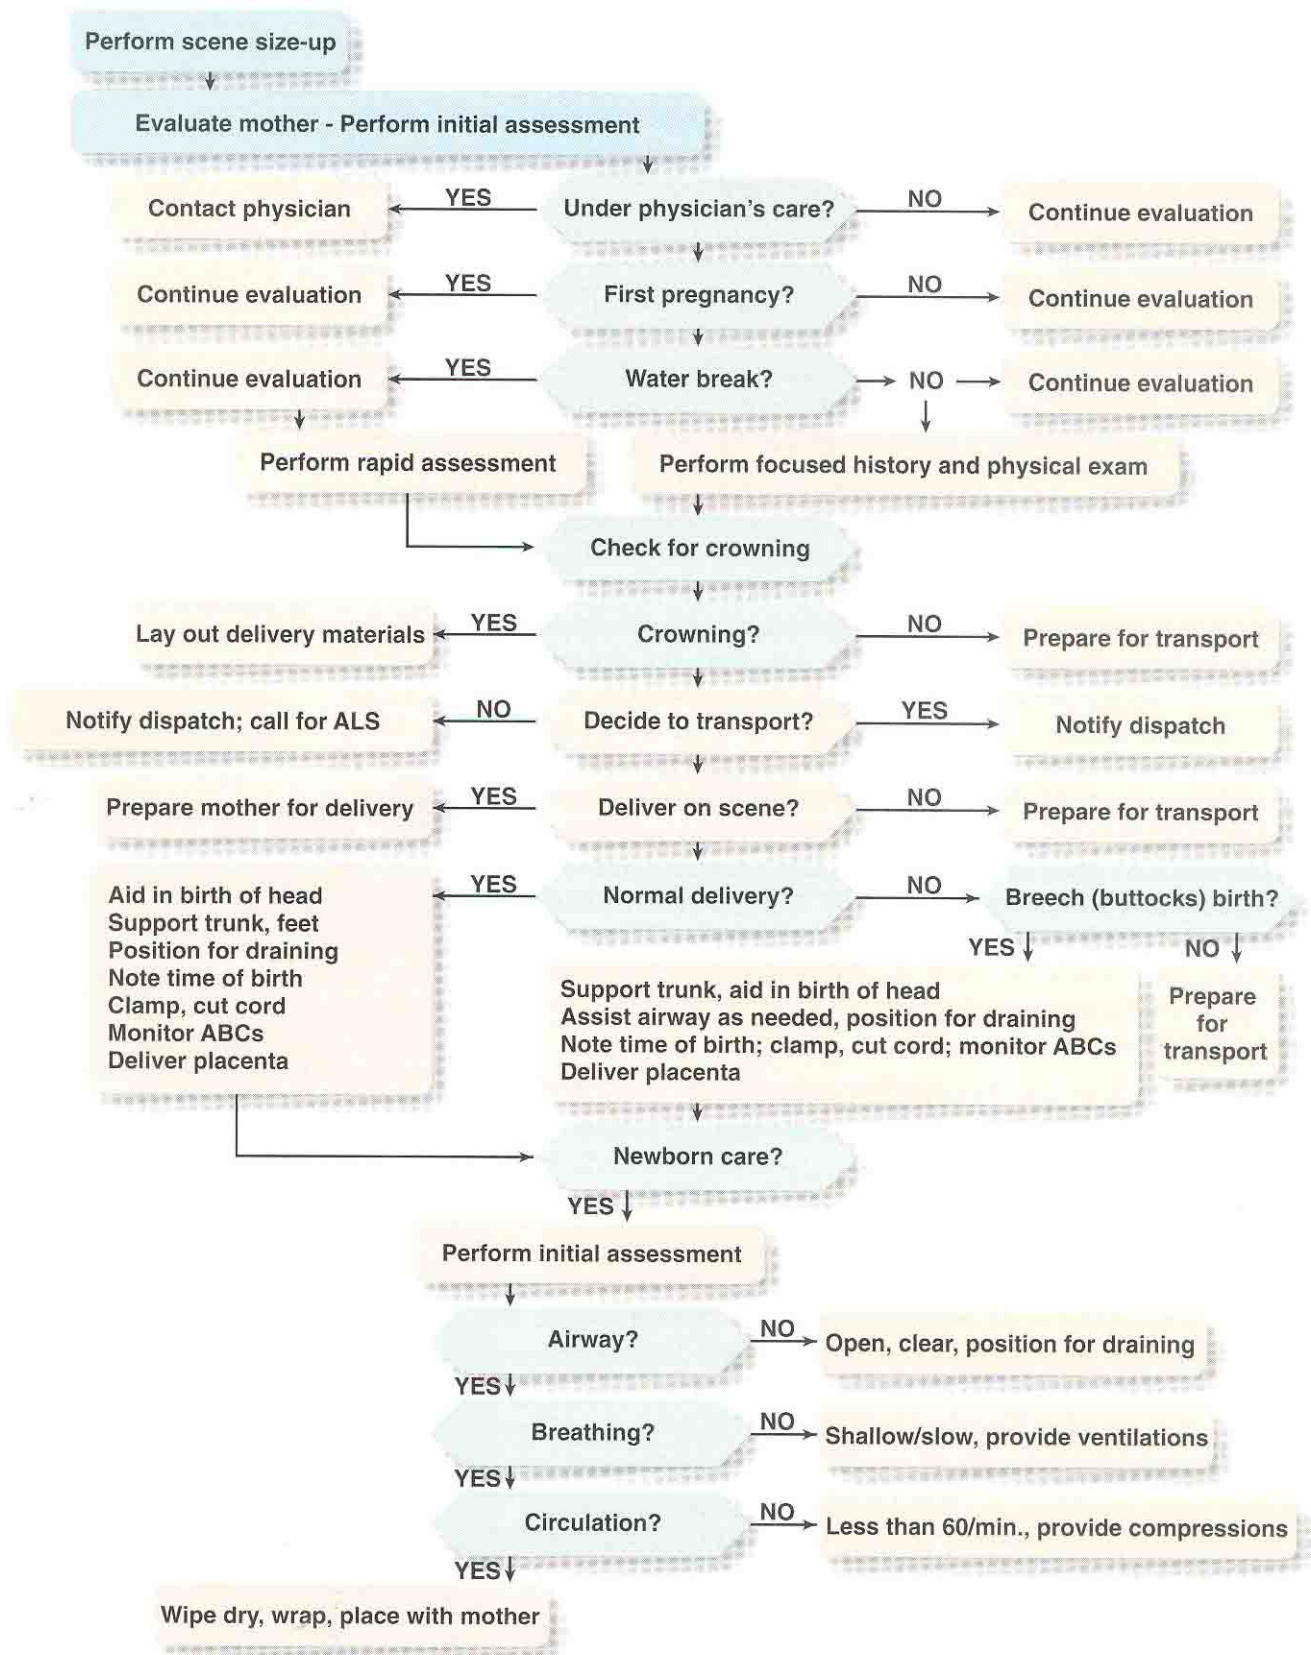 Perform scene size-up
Evaluate mother - Perform initial assessment
Contact physician
YES
Under physician's care?
NO
Continue evaluation
Continue evaluation
YES
First pregnancy?
NO
Continue evaluation
Continue evaluation
YES
Water break?
NO
Continue evaluation
Perform rapid assessment
Perform focused history and physical exam
Check for crowning
Lay out delivery materials
YES
Crowning?
NO
Prepare for transport
Notify dispatch; call for ALS
NO
Decide to transport?
YES
Notify dispatch
Prepare mother for delivery
YES
Deliver on scene?
NO
Prepare for transport
Aid in birth of head
Support trunk, feet
Position for draining
Note time of birth
Clamp, cut cord
Monitor ABCs
Deliver placenta
YES
Normal delivery?
NO
Breech (buttocks) birth?
YES
NO
Support trunk, aid in birth of head
Assist airway as needed, position for draining
Note time of birth; clamp, cut cord; monitor ABCs
Deliver placenta
Prepare
for
transport
Newborn care?
YES
Perform initial assessment
Airway?
NO
Open, clear, position for draining
YES
Breathing?
NO
Shallow/slow, provide ventilations
YES
Circulation?
NO
Less than 60/min., provide compressions
YES
Wipe dry, wrap, place with mother